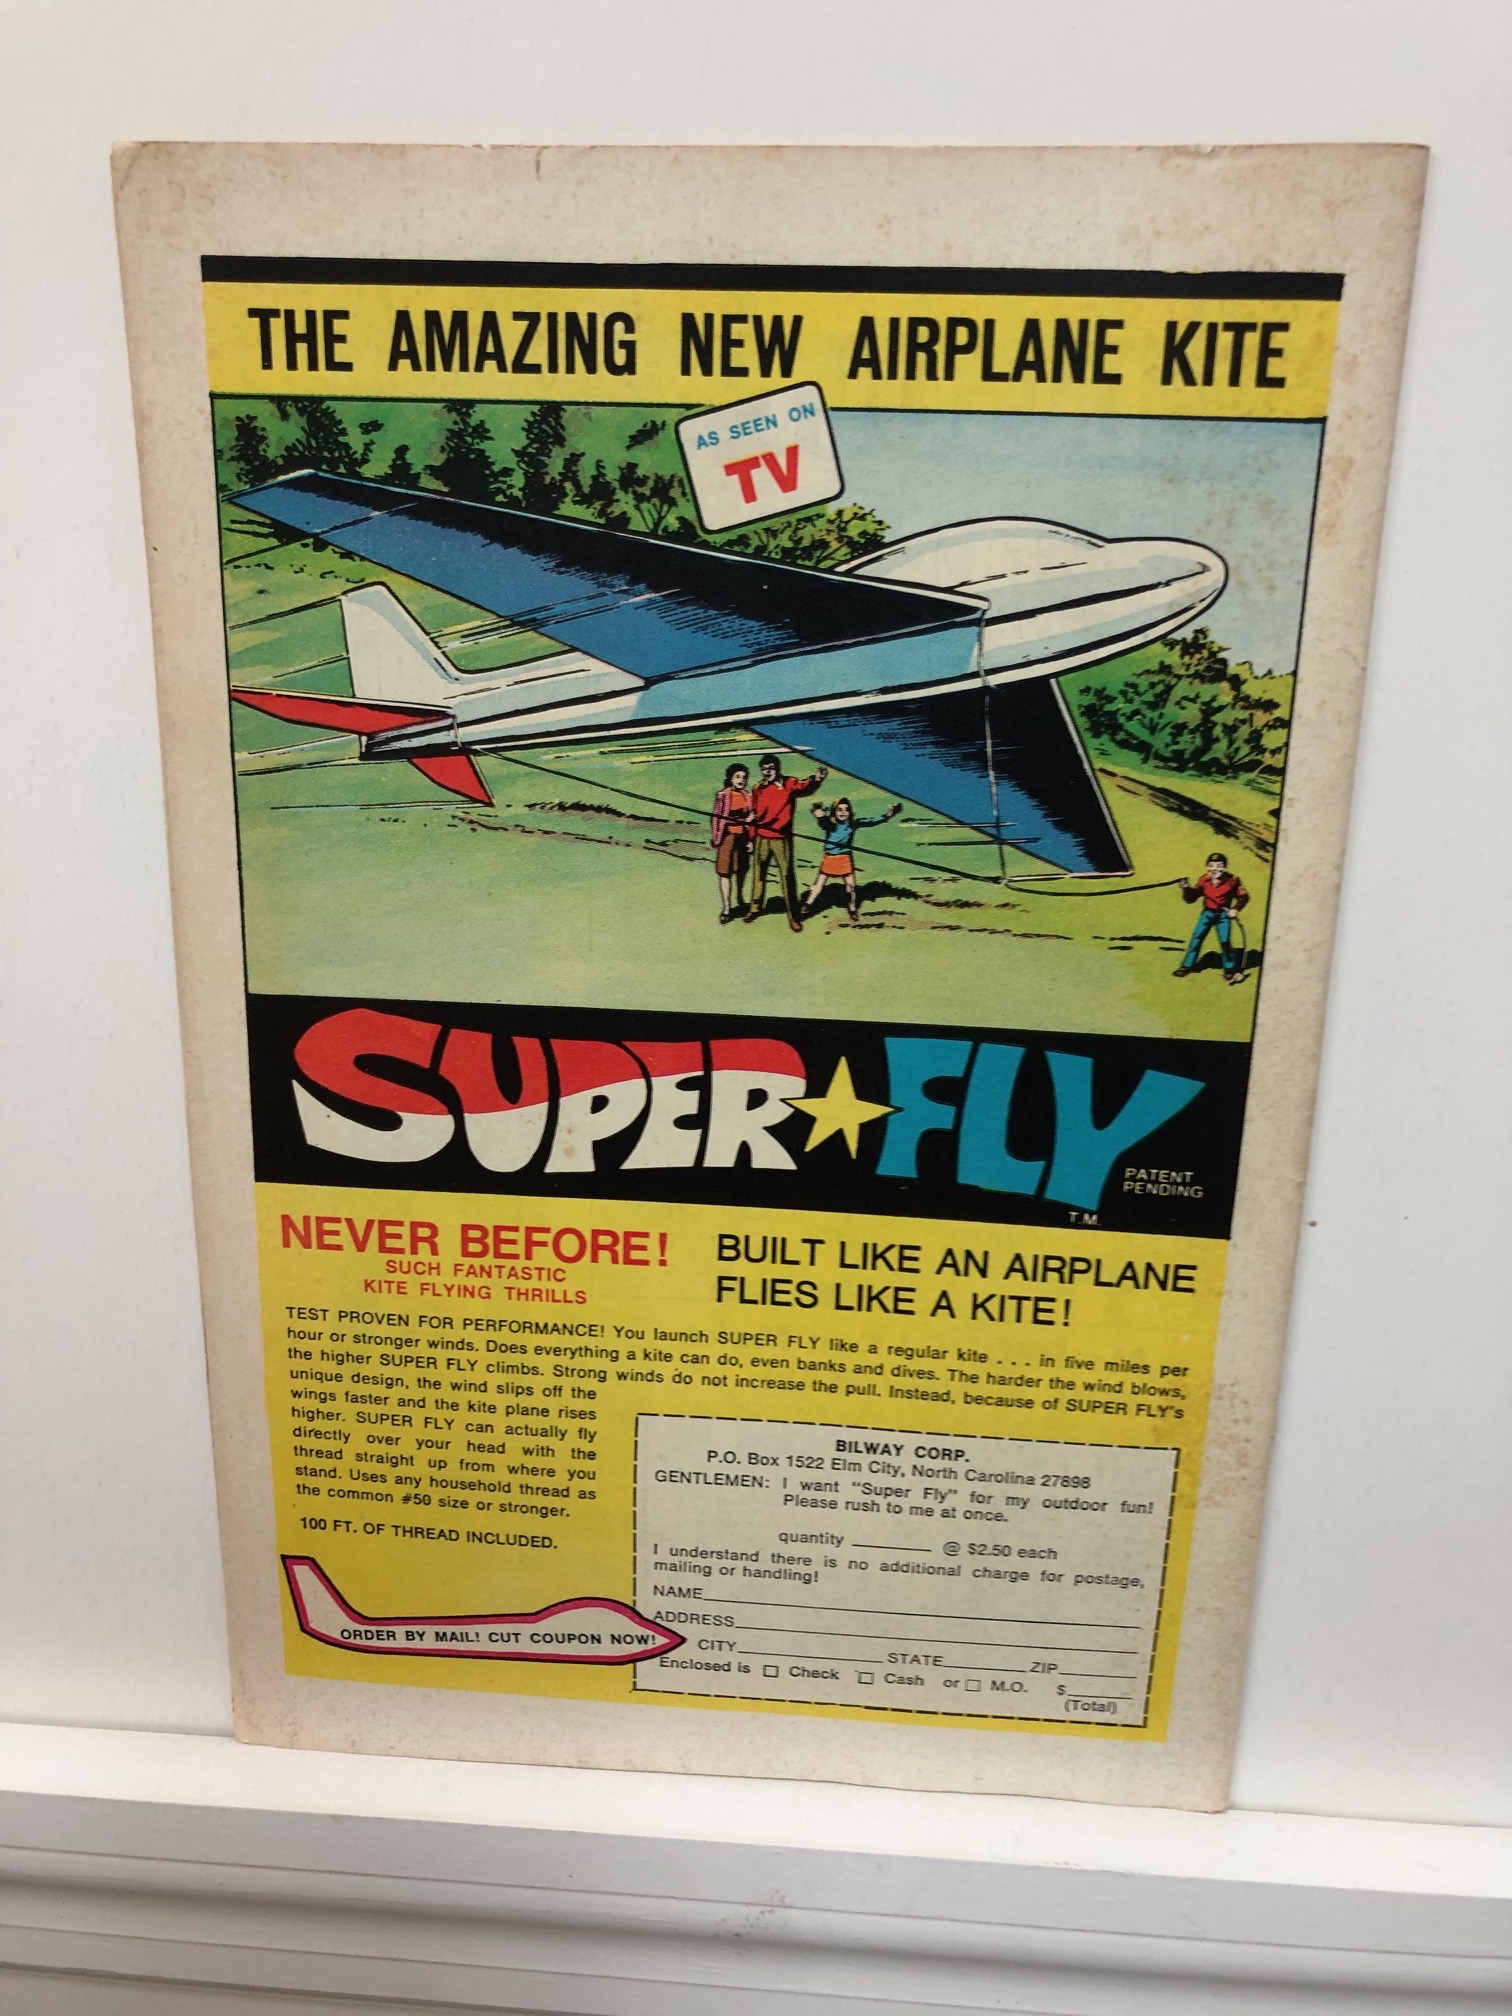 THE AMAZING NEW AIRPLANE KITE
AS SEEN ON
TV
SUPER★FLY
PATENT
PENDING
T.M.
NEVER BEFORE!
SUCH FANTASTIC
KITE FLYING THRILLS
BUILT LIKE AN AIRPLANE
FLIES LIKE A KITE!
TEST PROVEN FOR PERFORMANCE! You launch SUPER FLY like a regular kite . . . in five miles per
hour or stronger winds. Does everything a kite can do, even banks and dives. The harder the wind blows,
the higher SUPER FLY climbs. Strong winds do not increase the pull. Instead, because of SUPER FLY's
unique design, the wind slips off the
wings faster and the kite plane rises
higher. SUPER FLY can actually fly
directly over your head with the
thread straight up from where you
stand. Uses any household thread as
the common #50 size or stronger.
100 FT. OF THREAD INCLUDED.
ORDER BY MAIL! CUT COUPON NOW!
BILWAY CORP.
P.O. Box 1522 Elm City, North Carolina 27898
GENTLEMEN: I want "Super Fly" for my outdoor fun!
Please rush to me at once.
quantity ________ @ $2.50 each
I understand there is no additional charge for postage,
mailing or handling!
NAME
ADDRESS
CITY STATE ZIP
Enclosed is □ Check □ Cash or □ M.O. $
(Total)